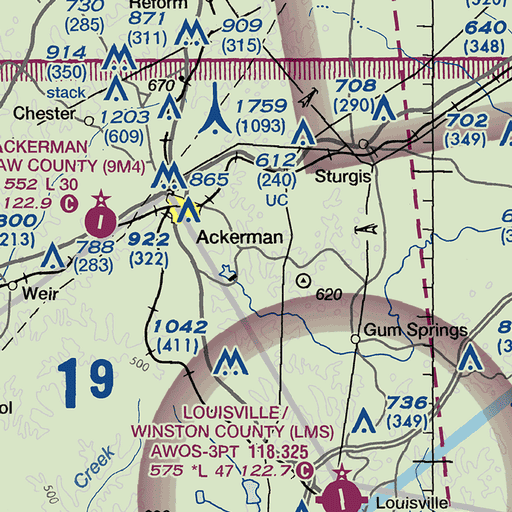 730
(285)
Reform
871
(311)
909
(315)
(320)
640
(348)
914
(350)
stack
670
708
(290)
Chester
1203
(609)
1759
(1093)
702
(349)
ACKERMAN
AW COUNTY (9M4)
552 L 30
122.9 C
865
612
(240)
UC
Sturgis
213)
788
(283)
922
(322)
Ackerman
Weir
620
1042
(411)
500
Gum Springs
19
LOUISVILLE/
WINSTON COUNTY (LMS)
AWOS-3PT 118.325
575 *L 47 122.7 C
736
(349)
Creek
500
Louisville